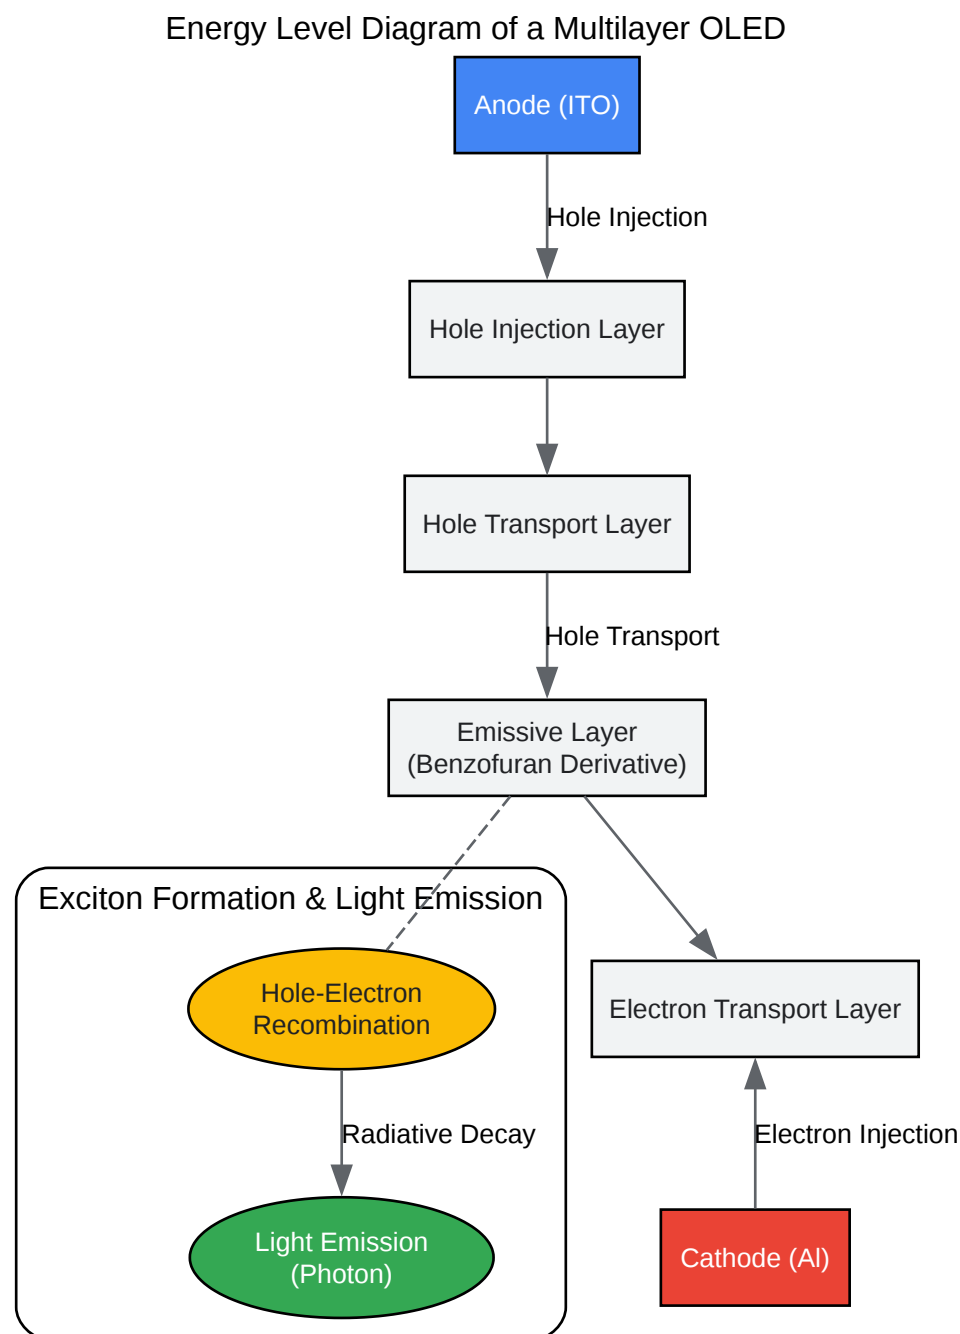 Energy Level Diagram of a Multilayer OLED
Anode (ITO)
Hole Injection
Hole Injection Layer
Hole Transport Layer
Hole Transport
Emissive Layer
(Benzofuran Derivative)
Exciton Formation & Light Emission
Hole-Electron
Recombination
Electron Transport Layer
Radiative Decay
Electron Injection
Light Emission
(Photon)
Cathode (Al)